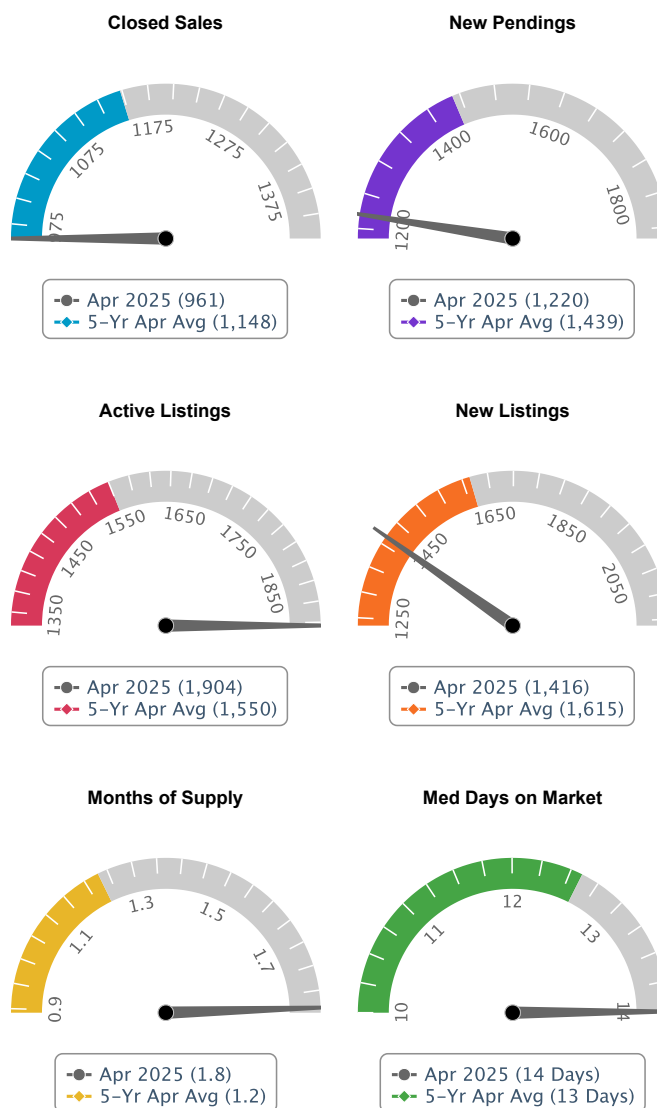 Closed Sales
1075
1175
1275
1375
Apr 2025 (961)
5-Yr Apr Avg (1,148)
New Pendings
1200
1400
1600
1800
Apr 2025 (1,220)
5-Yr Apr Avg (1,439)
Active Listings
1350
1450
1550
1650
1750
1850
Apr 2025 (1,904)
5-Yr Apr Avg (1,550)
New Listings
1250
1450
1650
1850
2050
Apr 2025 (1,416)
5-Yr Apr Avg (1,615)
Months of Supply
0.9
1.1
1.3
1.5
1.7
Apr 2025 (1.8)
5-Yr Apr Avg (1.2)
Med Days on Market
10
11
12
13
14
Apr 2025 (14 Days)
5-Yr Apr Avg (13 Days)